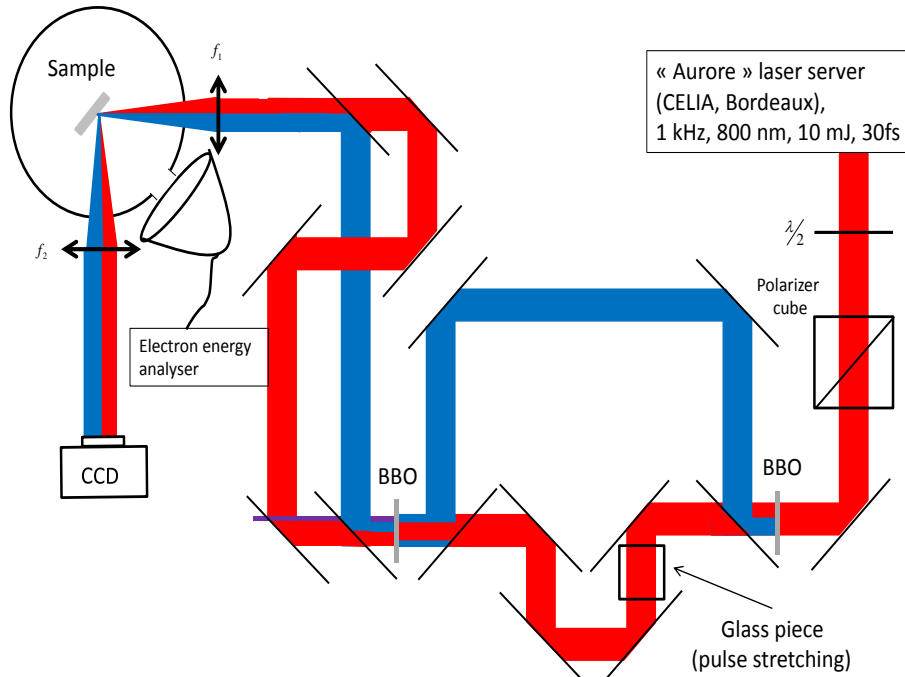 f1
Sample
« Aurore » laser server
(CELIA, Bordeaux),
1 kHz, 800 nm, 10 mJ, 30fs
λ/2
f2
Polarizer
cube
Electron energy
analyser
BBO
BBO
CCD
Glass piece
(pulse stretching)